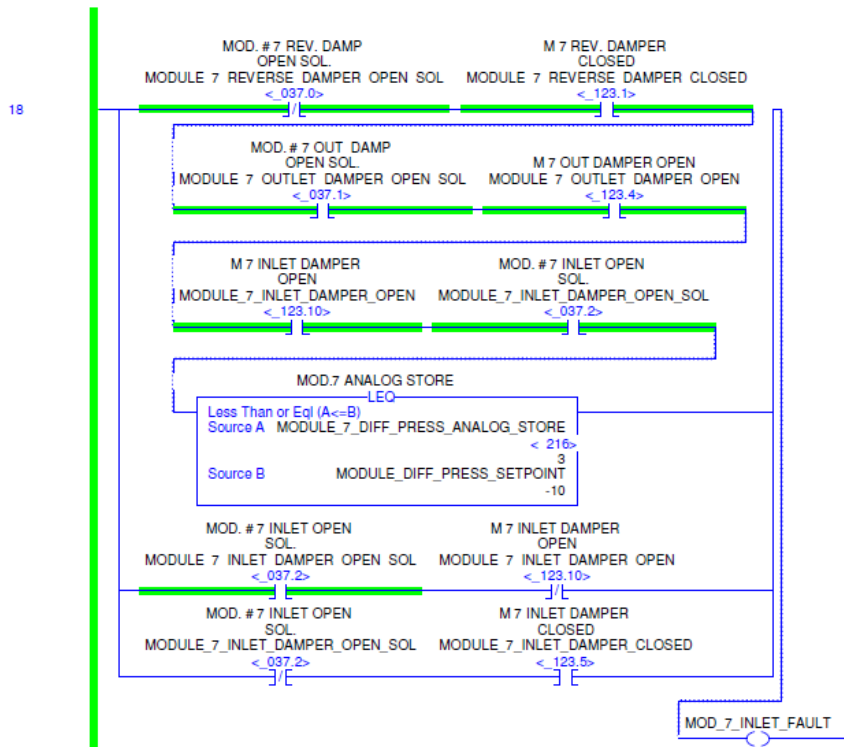 MOD. # 7 REV. DAMP
OPEN SOL.
MODULE 7 REVERSE DAMPER OPEN SOL
<_037.0>
M 7 REV. DAMPER
CLOSED
MODULE 7 REVERSE DAMPER CLOSED
<_123.1>
18
MOD. # 7 OUT DAMP
OPEN SOL.
MODULE 7 OUTLET DAMPER OPEN SOL
<_037.1>
M 7 OUT DAMPER OPEN
MODULE 7 OUTLET DAMPER OPEN
<_123.4>
M 7 INLET DAMPER
OPEN
MODULE_7_INLET_DAMPER_OPEN
<_123.10>
MOD. # 7 INLET OPEN
SOL.
MODULE_7_INLET_DAMPER_OPEN_SOL
<_037.2>
MOD.7 ANALOG STORE
LEQ
Less Than or Eql (A<=B)
Source A MODULE_7_DIFF_PRESS_ANALOG_STORE
< 216>
3
Source B MODULE_DIFF_PRESS_SETPOINT
-10
MOD. # 7 INLET OPEN
SOL.
MODULE 7 INLET DAMPER OPEN SOL
<_037.2>
M 7 INLET DAMPER
OPEN
MODULE 7 INLET DAMPER OPEN
<_123.10>
MOD. # 7 INLET OPEN
SOL.
MODULE_7_INLET_DAMPER_OPEN_SOL
<_037.2>
M 7 INLET DAMPER
CLOSED
MODULE_7_INLET_DAMPER_CLOSED
<_123.5>
MOD_7_INLET_FAULT